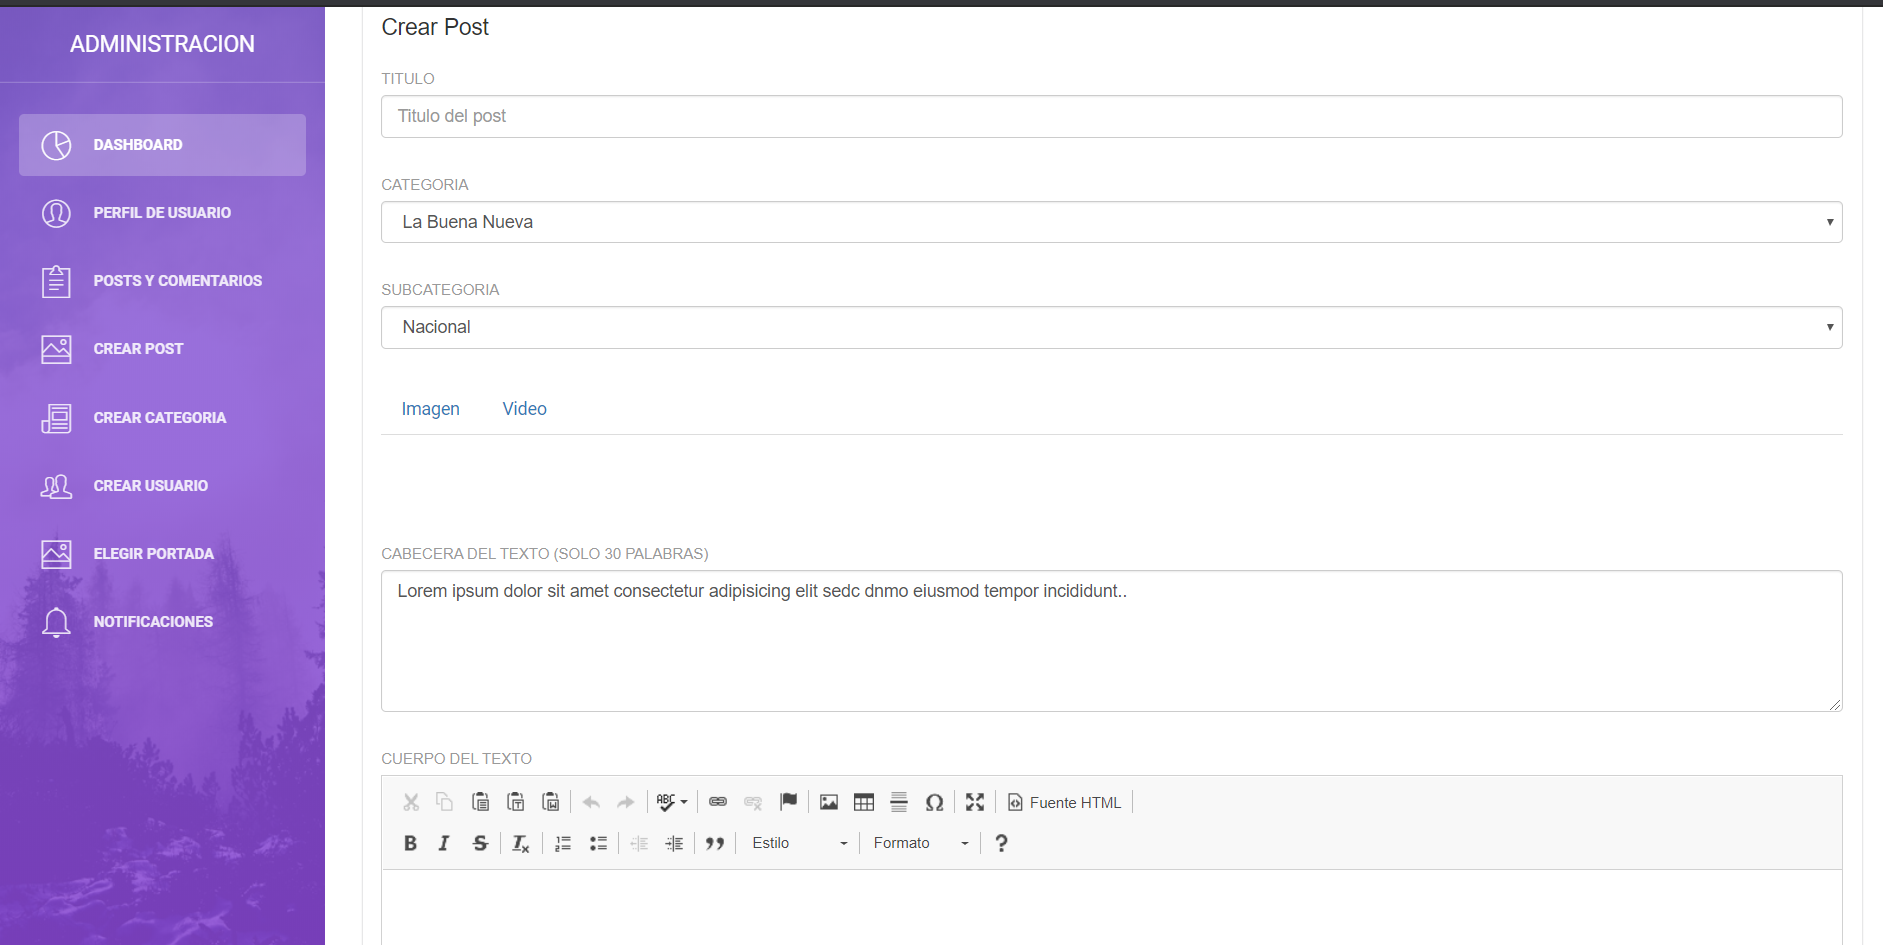 ADMINISTRACION
DASHBOARD
PERFIL DE USUARIO
POSTS Y COMENTARIOS
CREAR POST
CREAR CATEGORIA
CREAR USUARIO
ELEGIR PORTADA
NOTIFICACIONES
Crear Post
TITULO
Titulo del post
CATEGORIA
La Buena Nueva
SUBCATEGORIA
Nacional
Imagen Video
CABECERA DEL TEXTO (SOLO 30 PALABRAS)
Lorem ipsum dolor sit amet consectetur adipisicing elit sedc dnmo eiusmod tempor incididunt..
CUERPO DEL TEXTO
ABC Ω Fuente HTML
B I S Tx Estilo Formato ?